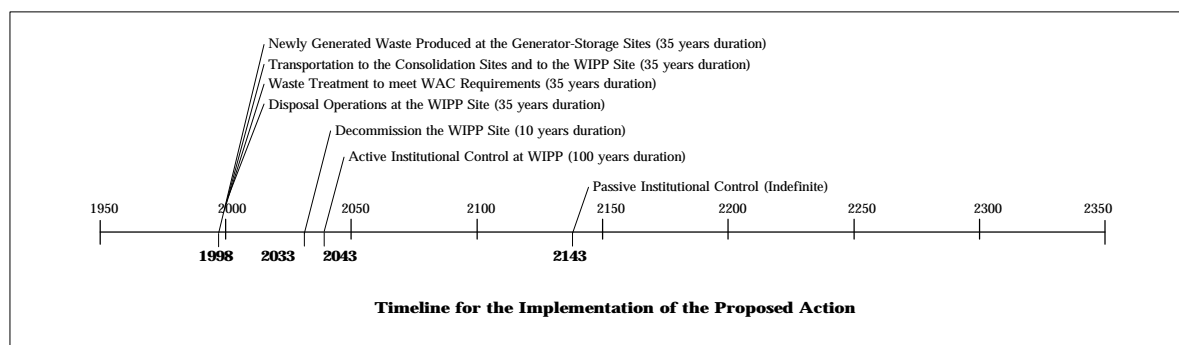 Newly Generated Waste Produced at the Generator-Storage Sites (35 years duration)
Transportation to the Consolidation Sites and to the WIPP Site (35 years duration)
Waste Treatment to meet WAC Requirements (35 years duration)
Disposal Operations at the WIPP Site (35 years duration)
Decommission the WIPP Site (10 years duration)
Active Institutional Control at WIPP (100 years duration)
Passive Institutional Control (Indefinite)
1950 2000 2050 2100 2150 2200 2250 2300 2350
1998 2033 2043 2143
Timeline for the Implementation of the Proposed Action